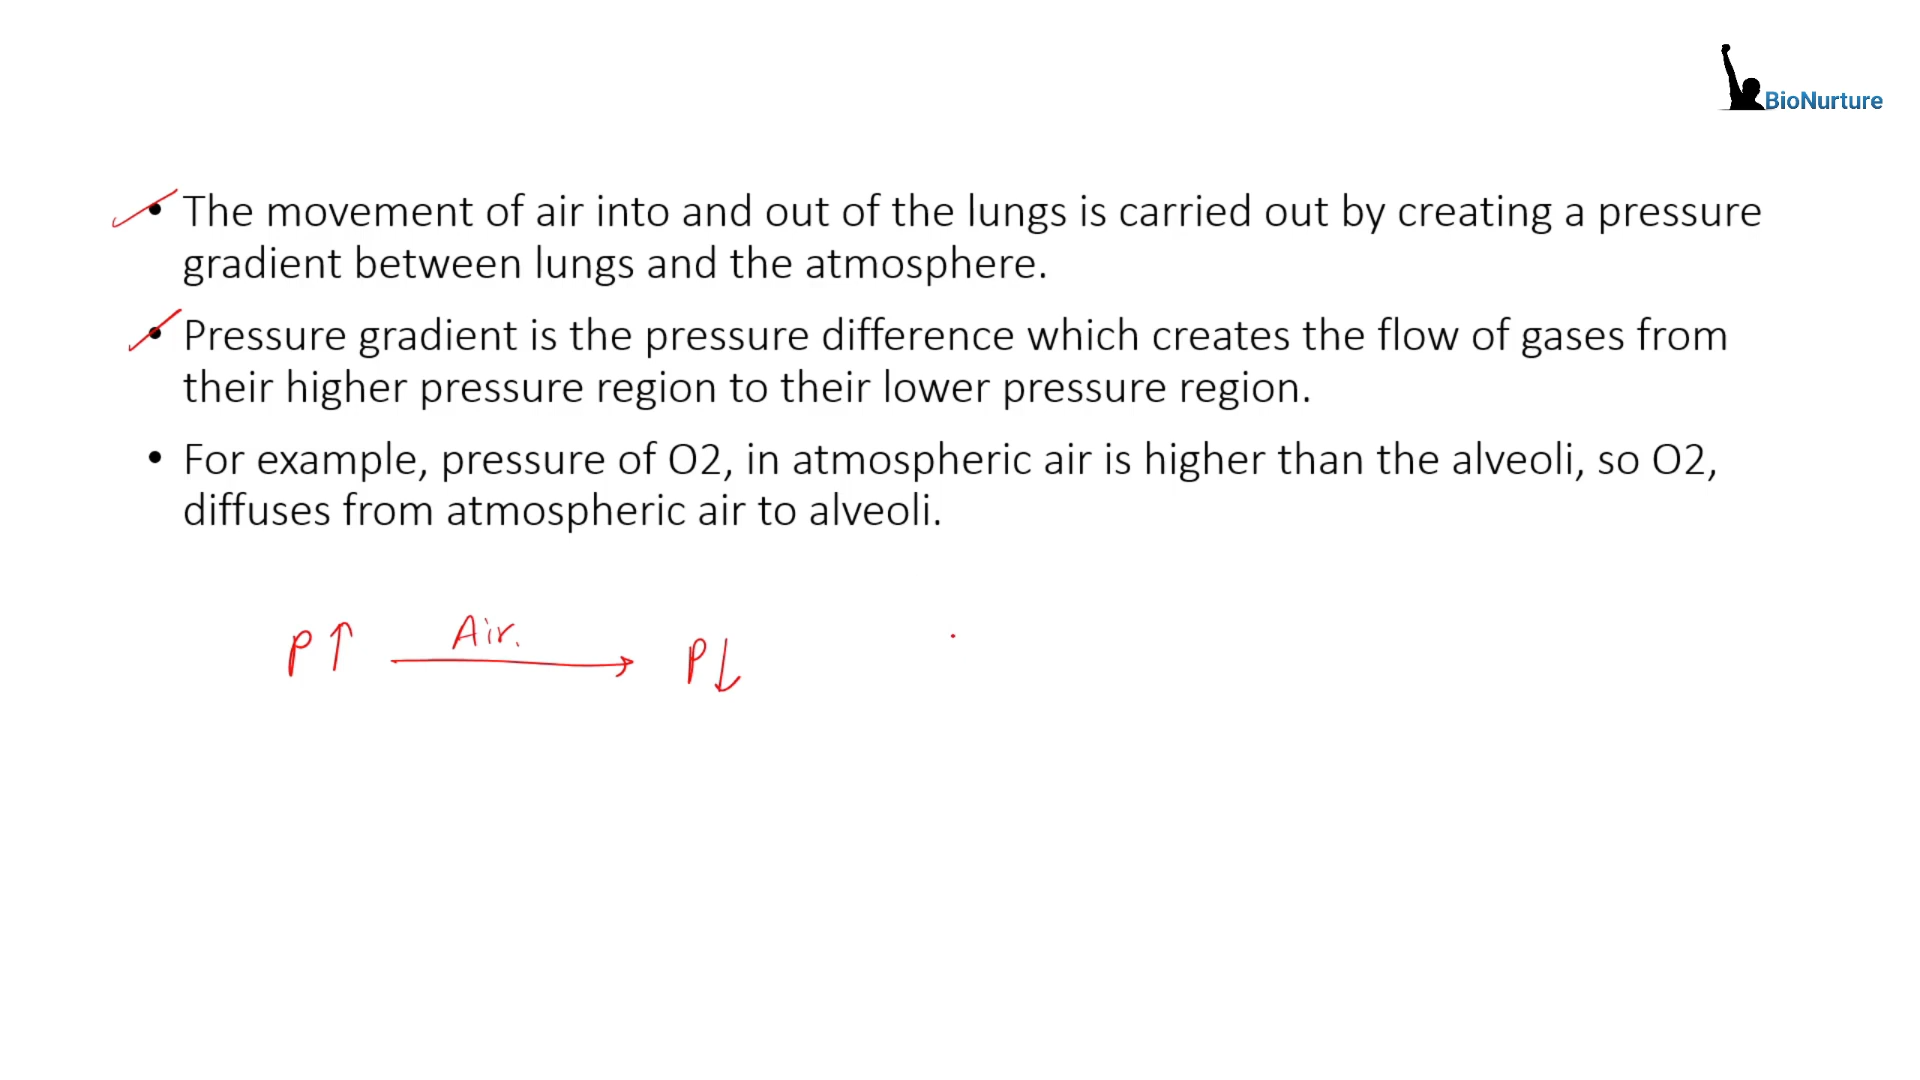 BioNurture
• The movement of air into and out of the lungs is carried out by creating a pressure
gradient between lungs and the atmosphere.
• Pressure gradient is the pressure difference which creates the flow of gases from
their higher pressure region to their lower pressure region.
• For example, pressure of O2, in atmospheric air is higher than the alveoli, so O2,
diffuses from atmospheric air to alveoli.
P↑ Air. → P↓